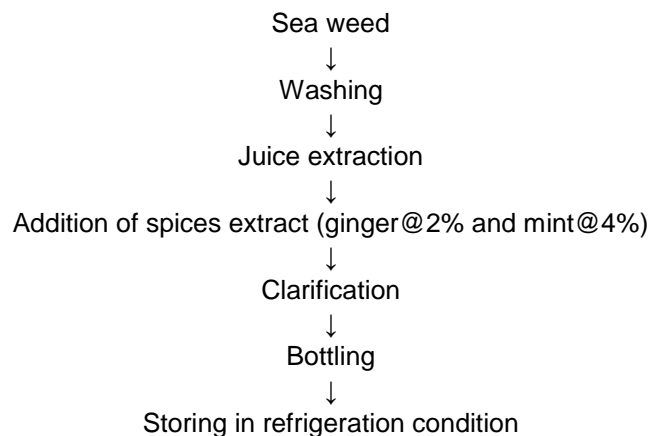 Sea weed
↓
Washing
↓
Juice extraction
↓
Addition of spices extract (ginger@2% and mint@4%)
↓
Clarification
↓
Bottling
↓
Storing in refrigeration condition